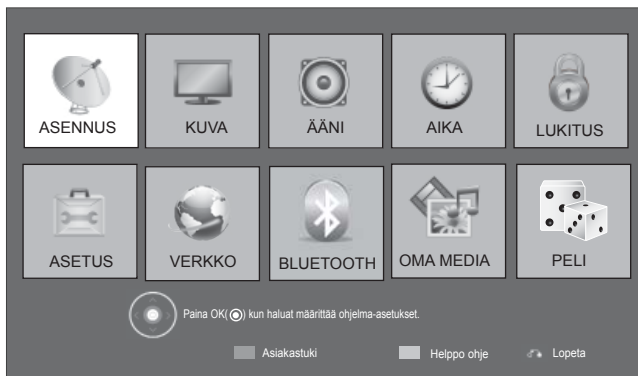 ASENNUS KUVA ÄÄNI AIKA LUKITUS
ASETUS VERKKO BLUETOOTH OMA MEDIA PELI
Paina OK(◉) kun haluat määrittää ohjelma-asetukset.
Asiakastuki Helppo ohje Lopeta